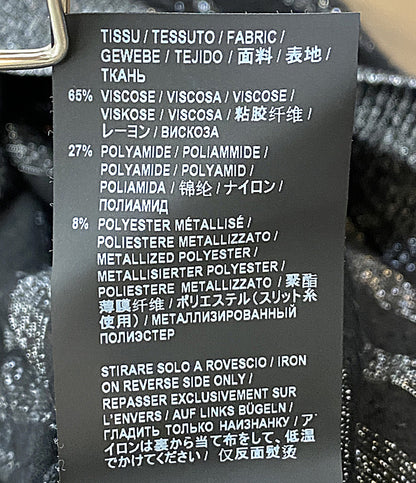 TISSU / TESSUTO / FABRIC /
GEWEBE / TEJIDO / 面料 / 表地 /
ТКАНЬ
65% VISCOSE / VISCOSA / VISCOSE /
VISKOSE / VISCOSA / 粘胶纤维 /
レーヨン / ВИСКОЗА
27% POLYAMIDE / POLIAMMIDE /
POLYAMIDE / POLYAMID /
POLIAMIDA / 锦纶 / ナイロン /
ПОЛИАМИД
8% POLYESTER MÉTALLISÉ /
POLIESTERE METALLIZZATO /
METALLIZED POLYESTER /
METALLISIERTER POLYESTER /
POLIESTERE METALLIZZATO / 聚酯
薄膜纤维 / ポリエステル（スリット糸
使用） / МЕТАЛЛИЗИРОВАННЫЙ
ПОЛИЭСТЕР
STIRARE SOLO A ROVESCIO / IRON
ON REVERSE SIDE ONLY /
REPASSER EXCLUSIVEMENT SUR
L'ENVERS / AUF LINKS BÜGELN /
ГЛАДИТЬ ТОЛЬКО НАИЗНАНКУ / ア
イロンは裏から当て布をして、低温
でかけてください / 仅反面熨烫